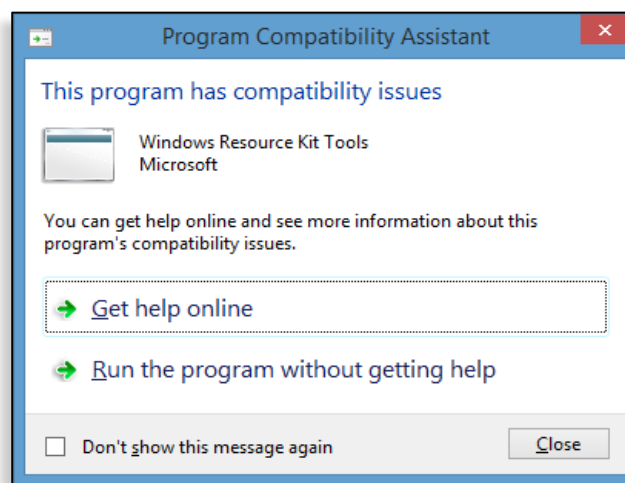 Program Compatibility Assistant
This program has compatibility issues
Windows Resource Kit Tools
Microsoft
You can get help online and see more information about this
program's compatibility issues.
Get help online
Run the program without getting help
Don't show this message again
Close